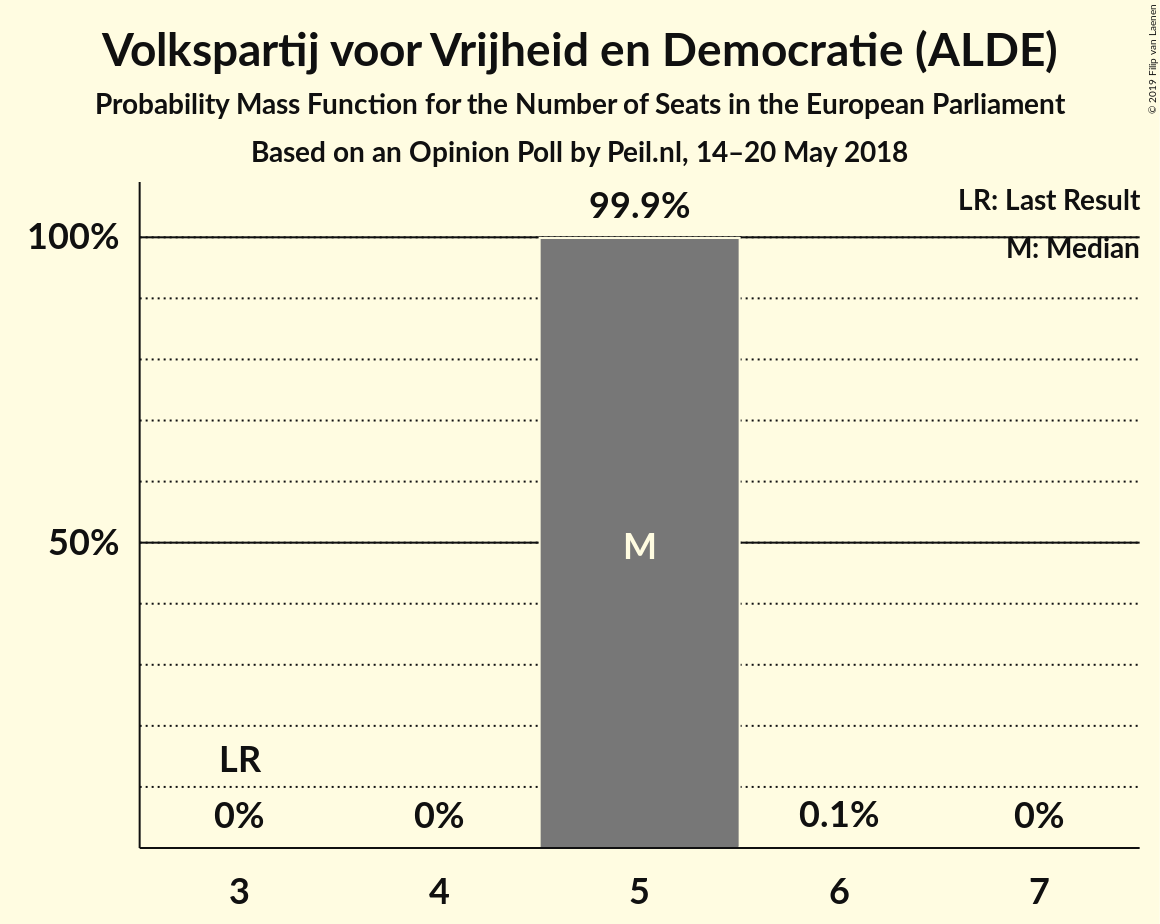 Volkspartij voor Vrijheid en Democratie (ALDE)
Probability Mass Function for the Number of Seats in the European Parliament
Based on an Opinion Poll by Peil.nl, 14–20 May 2018
© 2019 Filip van Laenen
99.9%
LR: Last Result
100%
M: Median
50%
M
LR
0%
0%
0.1%
0%
3
4
5
6
7